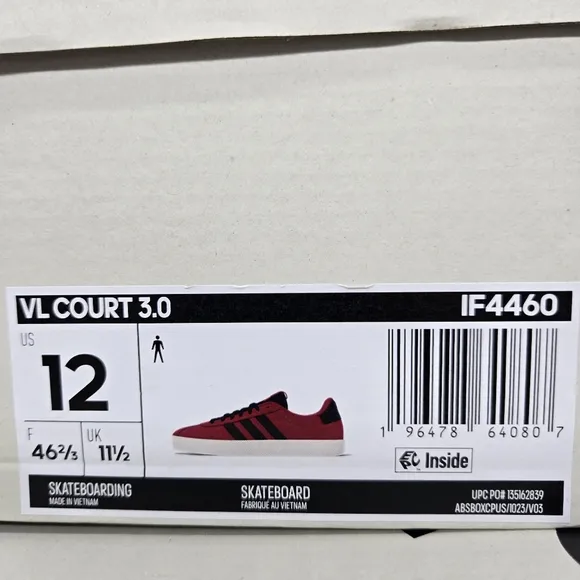 VL COURT 3.0 IF4460
US
12
F
46⅔
UK
11½
1 96478 64080 7
Inside
SKATEBOARDING
MADE IN VIETNAM
SKATEBOARD
FABRIQUÉ AU VIETNAM
UPC PO# 135162839
ABSBOXCPUS/1023/V03